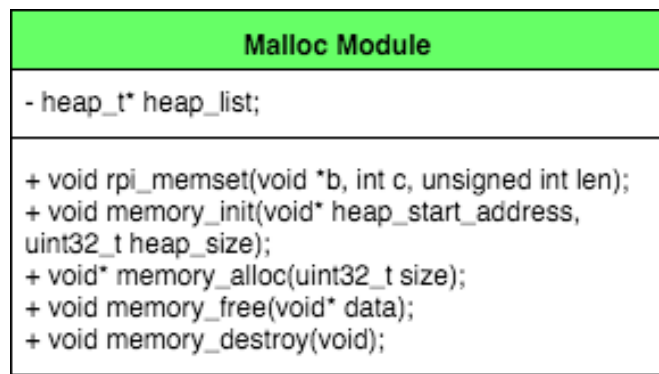 Malloc Module
- heap_t* heap_list;
+ void rpi_memset(void *b, int c, unsigned int len);
+ void memory_init(void* heap_start_address,
uint32_t heap_size);
+ void* memory_alloc(uint32_t size);
+ void memory_free(void* data);
+ void memory_destroy(void);